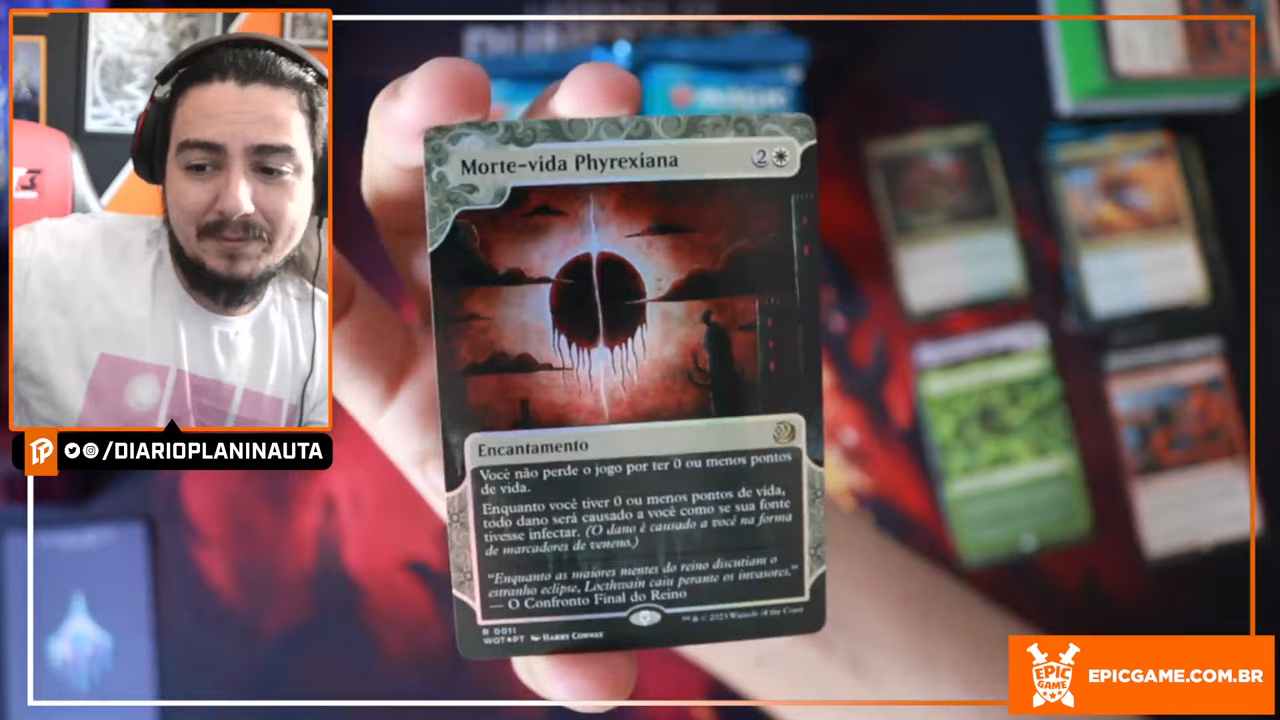 Morte-vida Phyrexiana 2
Encantamento
Você não perde o jogo por ter 0 ou menos pontos
de vida.
Enquanto você tiver 0 ou menos pontos de vida,
todo dano será causado a você como se sua fonte
tivesse infectar. (O dano é causado a você na forma
de marcadores de veneno.)
"Enquanto as maiores mentes do reino discutiam o
estranho eclipse, Locthwain caiu perante os invasores."
— O Confronto Final do Reino
R 0011
WOT • PT Harry Conway
™ & © 2023 Wizards of the Coast
/DIARIOPLANINAUTA
EPIC
GAME
EPICGAME.COM.BR